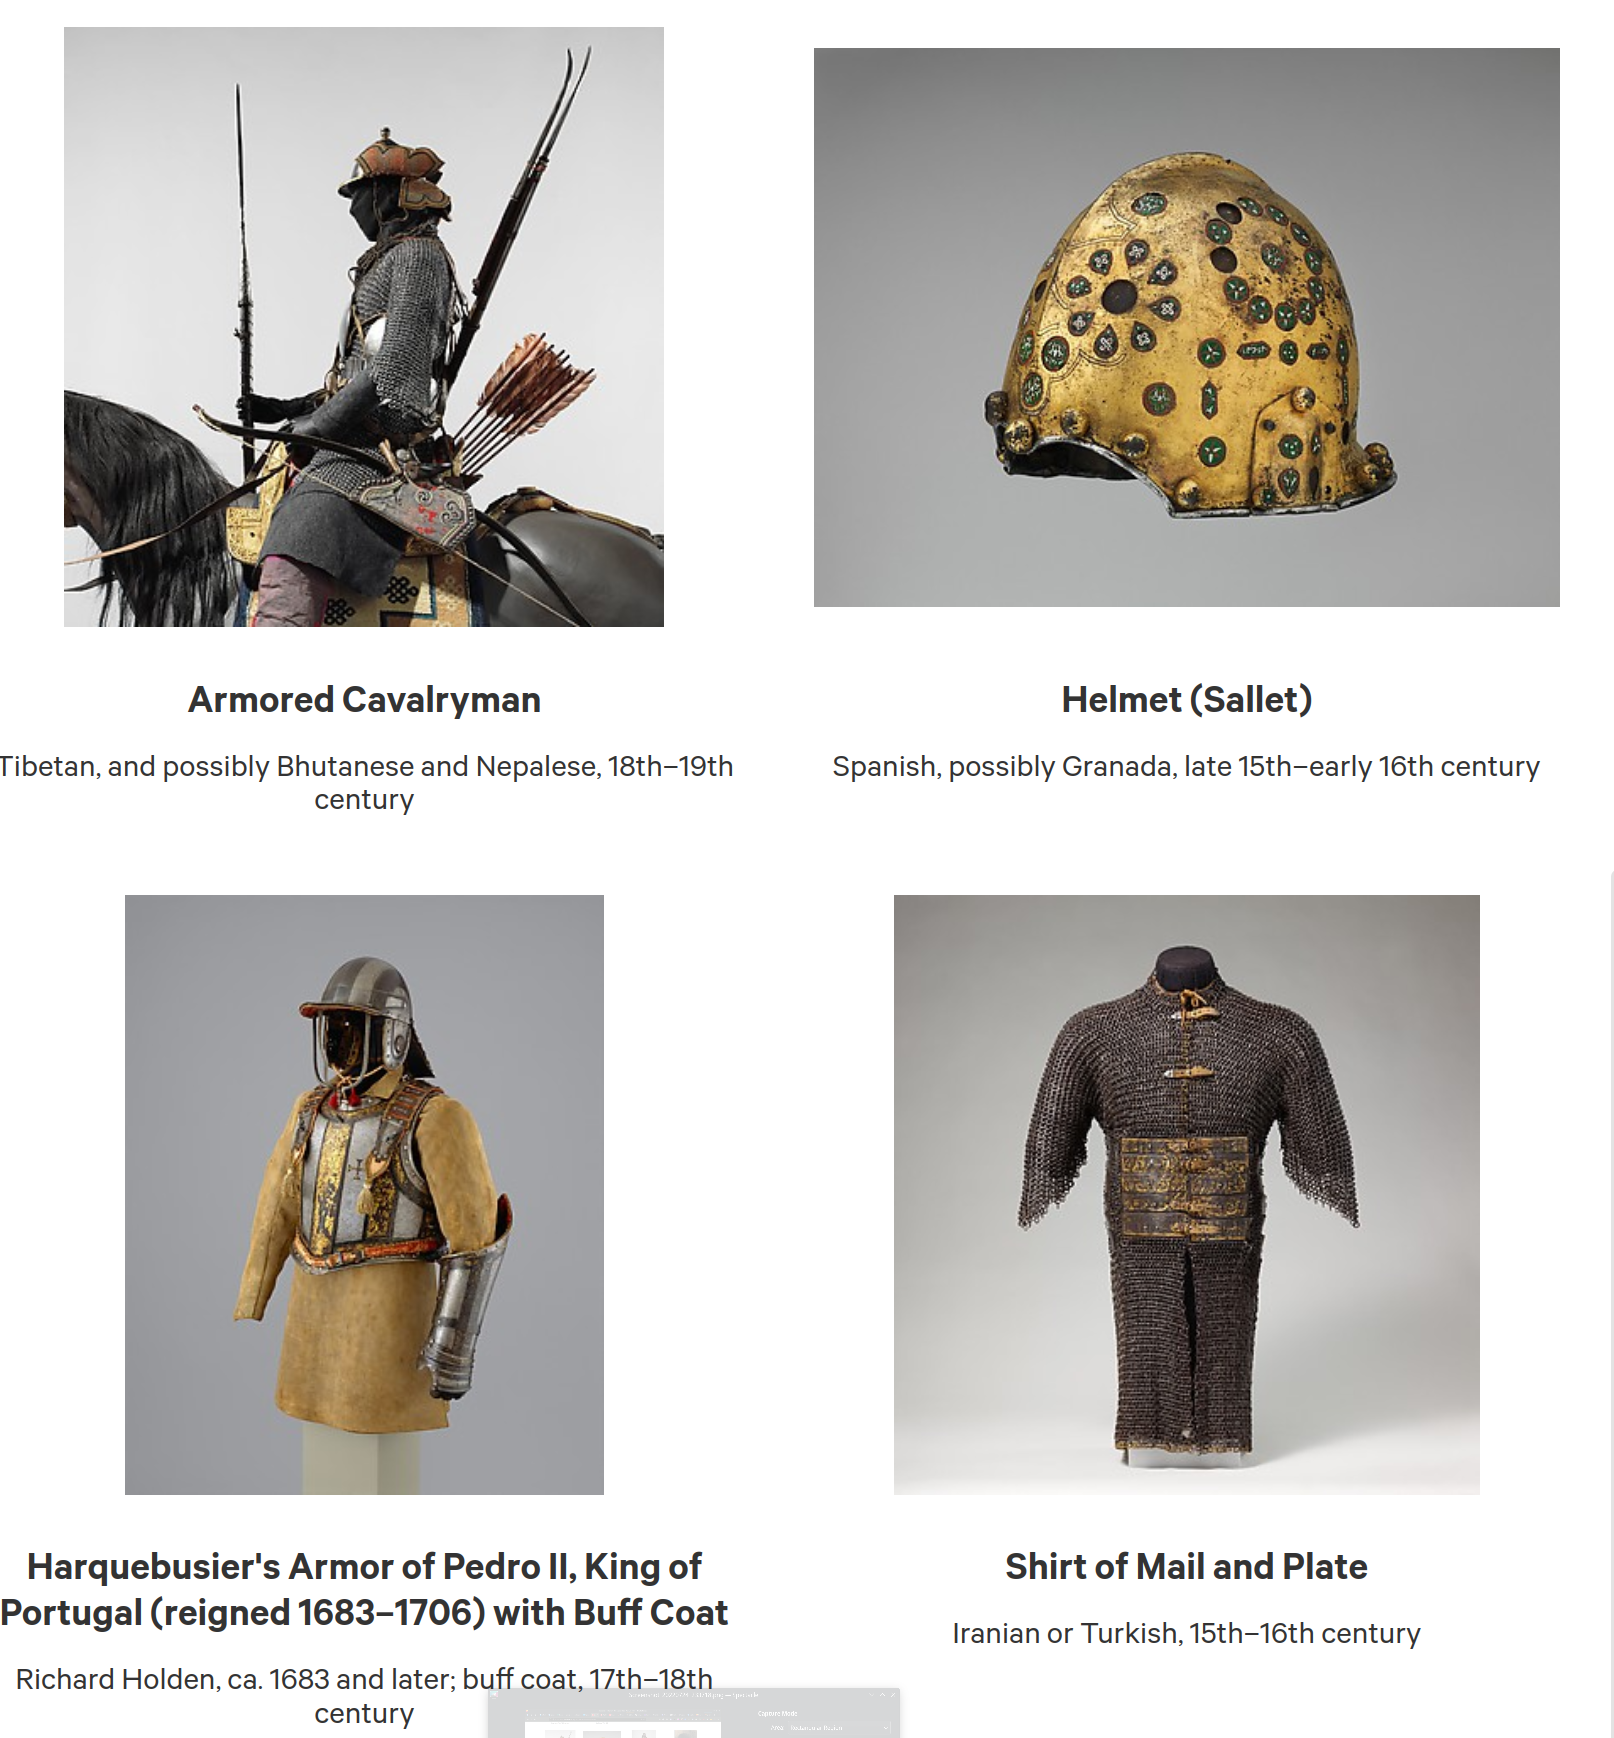 Armored Cavalryman
Tibetan, and possibly Bhutanese and Nepalese, 18th–19th
century
Helmet (Sallet)
Spanish, possibly Granada, late 15th–early 16th century
Harquebusier's Armor of Pedro II, King of
Portugal (reigned 1683–1706) with Buff Coat
Richard Holden, ca. 1683 and later; buff coat, 17th–18th
century
Shirt of Mail and Plate
Iranian or Turkish, 15th–16th century
Capture Mode